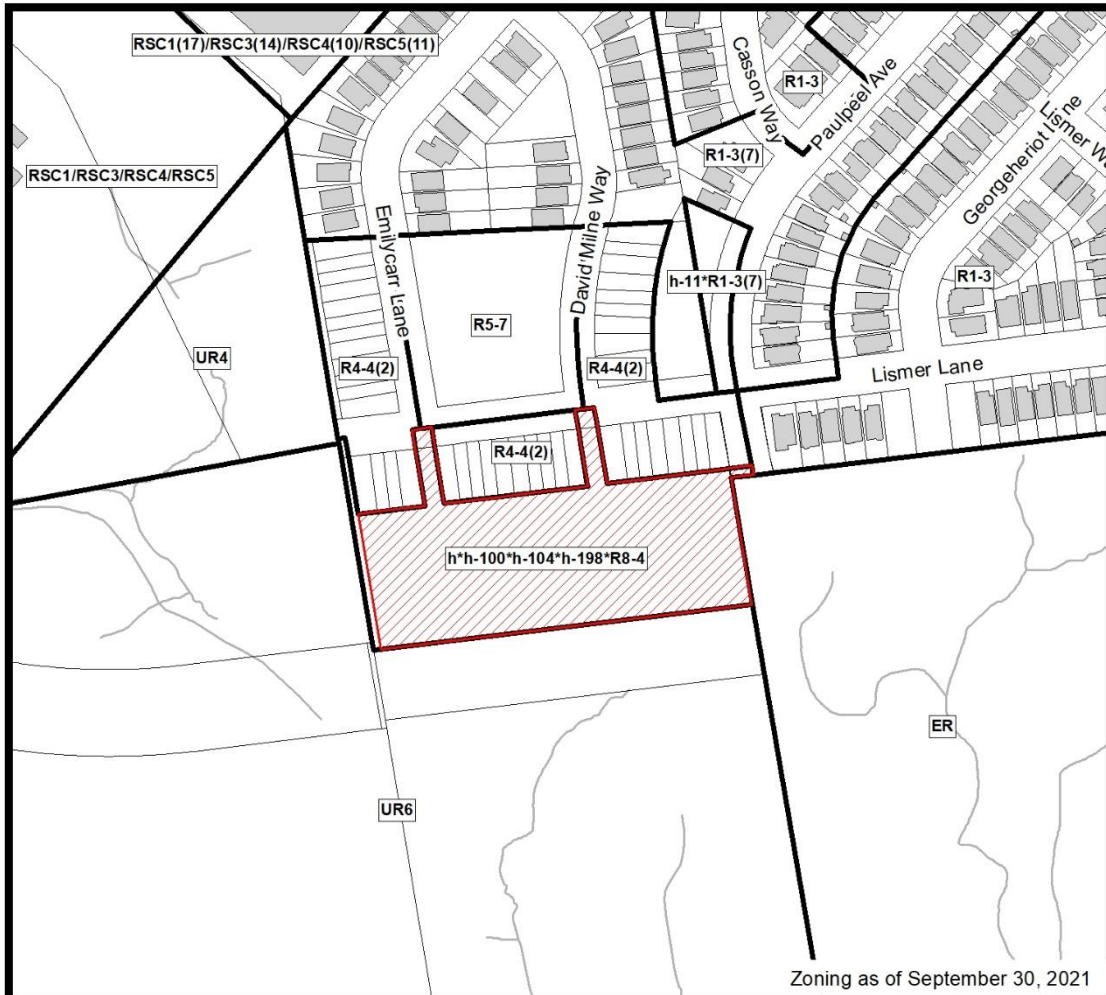 RSC1(17)/RSC3(14)/RSC4(10)/RSC5(11)
Casson Way
R1-3
Paulpeel Ave
Lismer Way
Georgeheriot Lane
R1-3(7)
RSC1/RSC3/RSC4/RSC5
Emilycarr Lane
David Milne Way
h-11*R1-3(7)
R1-3
R5-7
UR4
R4-4(2)
R4-4(2)
Lismer Lane
R4-4(2)
h*h-100*h-104*h-198*R8-4
ER
UR6
Zoning as of September 30, 2021